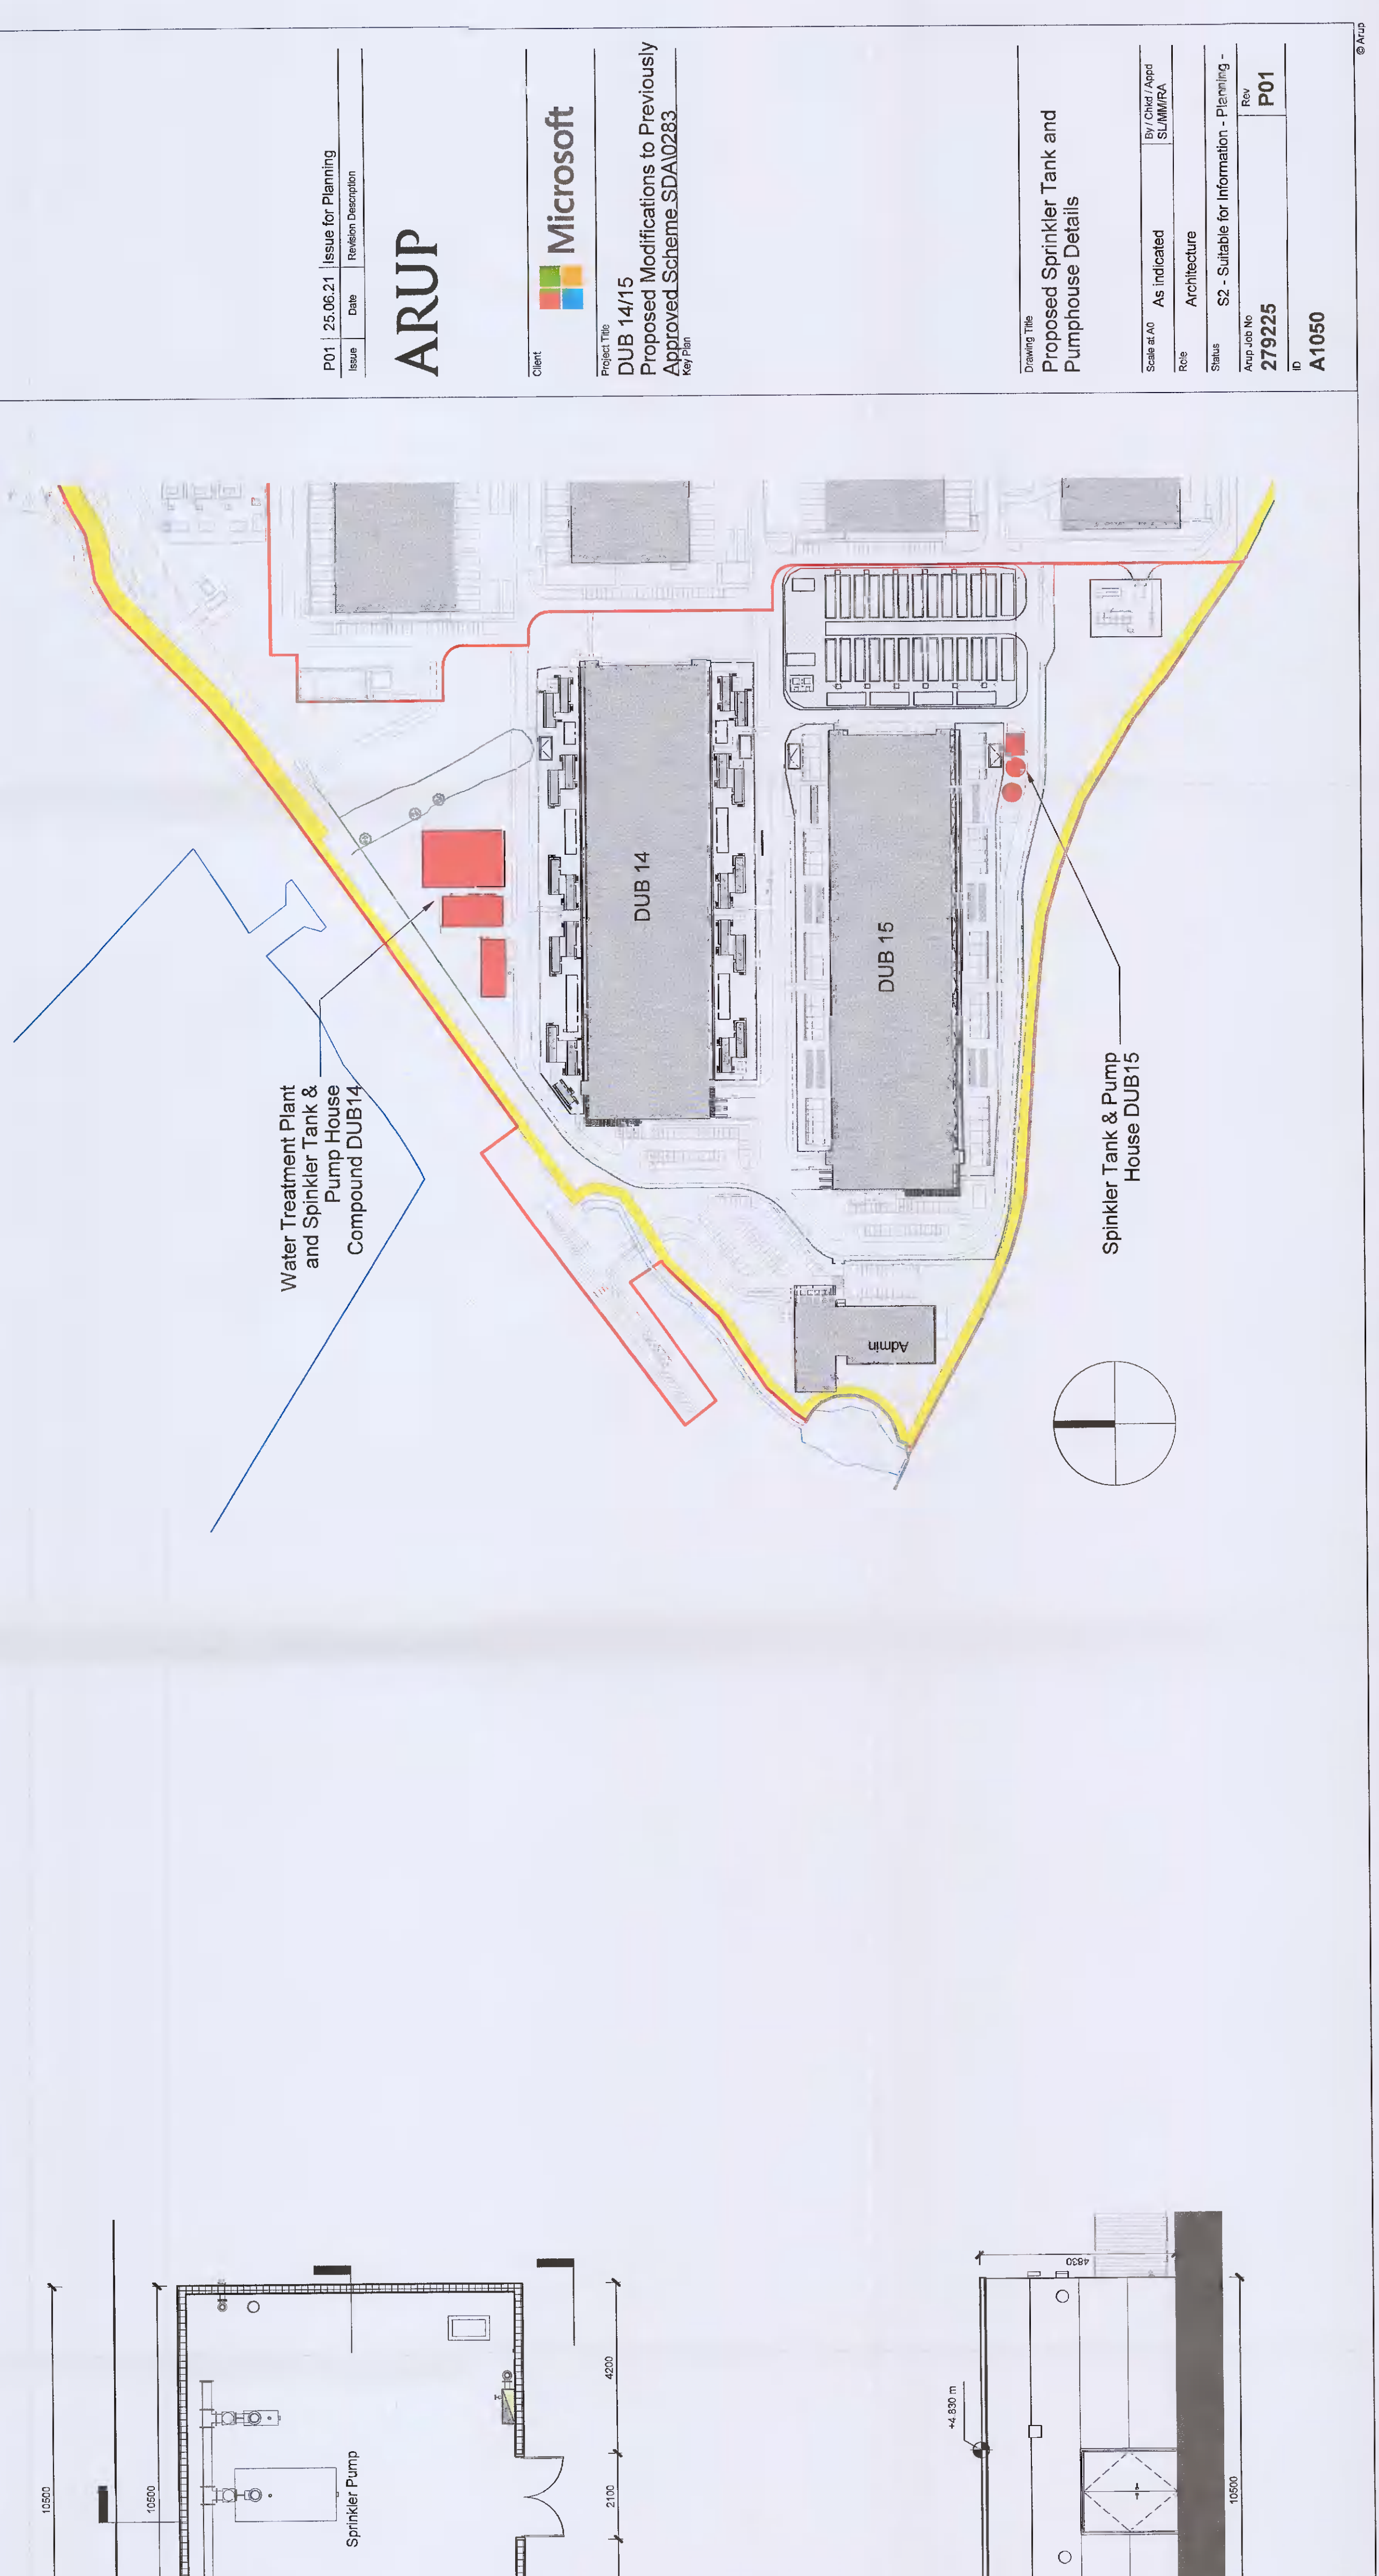 P01 25.06.21 Issue for Planning
Issue Date Revision Description
ARUP
Client
Microsoft
Project Title
DUB 14/15
Proposed Modifications to Previously
Approved Scheme SDA\0283
Key Plan
Drawing Title
Proposed Sprinkler Tank and
Pumphouse Details
Scale at A0 As indicated
By / Chkd / Appd
SL/MM/RA
Role
Architecture
Status
S2 - Suitable for Information - Planning -
Arup Job No
279225
Rev
P01
ID
A1050
© Arup
Water Treatment Plant
and Spinkler Tank &
Pump House
Compound DUB14
DUB 14
DUB 15
Admin
Spinkler Tank & Pump
House DUB15
10500
10500
Sprinkler Pump
4200
2100
+4.830 m
4830
10500